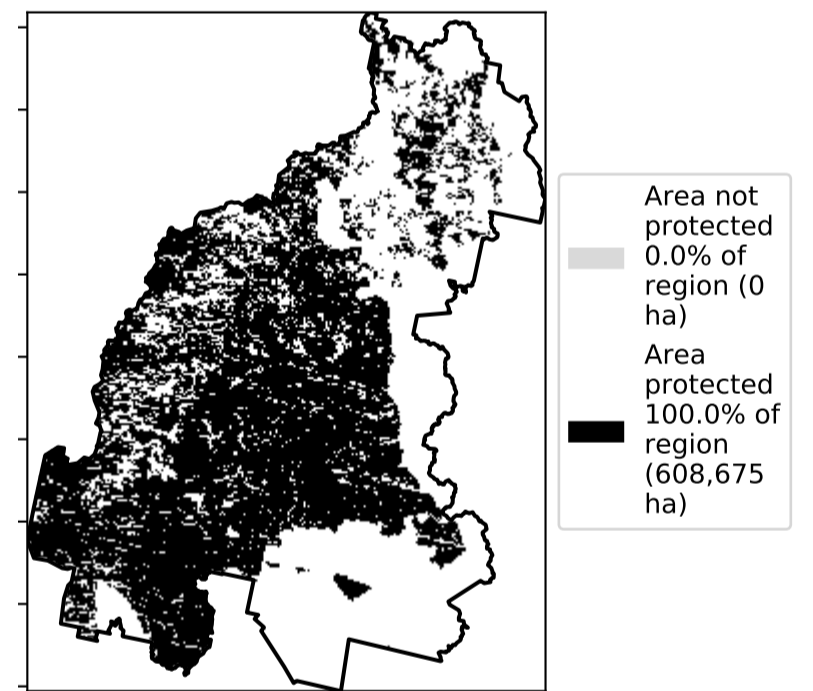 Area not
protected
0.0% of
region (0
ha)
Area
protected
100.0% of
region
(608,675
ha)